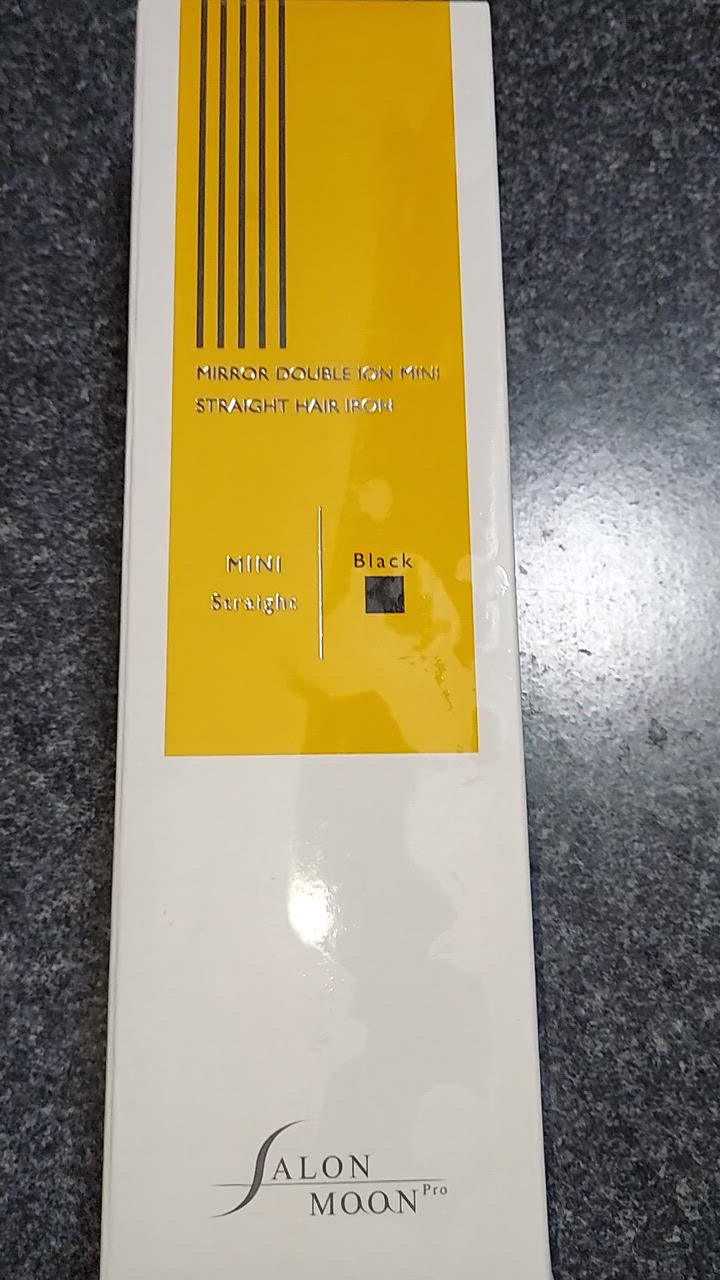 MIRROR DOUBLE ION MINI
STRAIGHT HAIR IRON
MINI
Straight
Black
SALON
MOON Pro